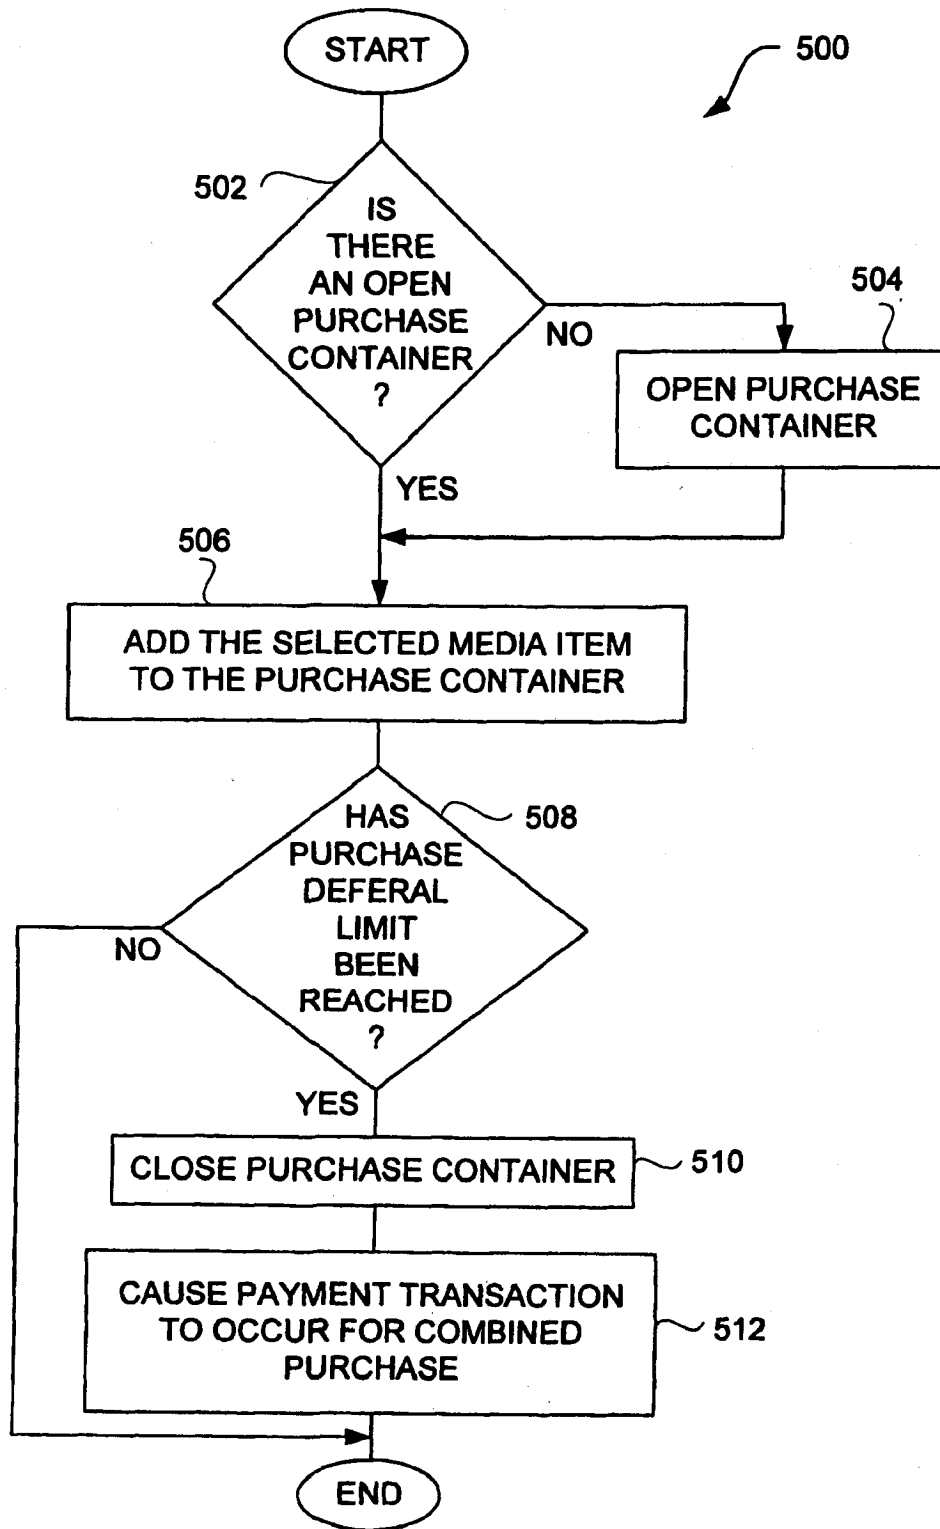 START
500
502
IS
THERE
AN OPEN
PURCHASE
CONTAINER
?
NO
504
OPEN PURCHASE
CONTAINER
YES
506
ADD THE SELECTED MEDIA ITEM
TO THE PURCHASE CONTAINER
508
HAS
PURCHASE
DEFERAL
LIMIT
BEEN
REACHED
?
NO
YES
CLOSE PURCHASE CONTAINER
510
CAUSE PAYMENT TRANSACTION
TO OCCUR FOR COMBINED
PURCHASE
512
END